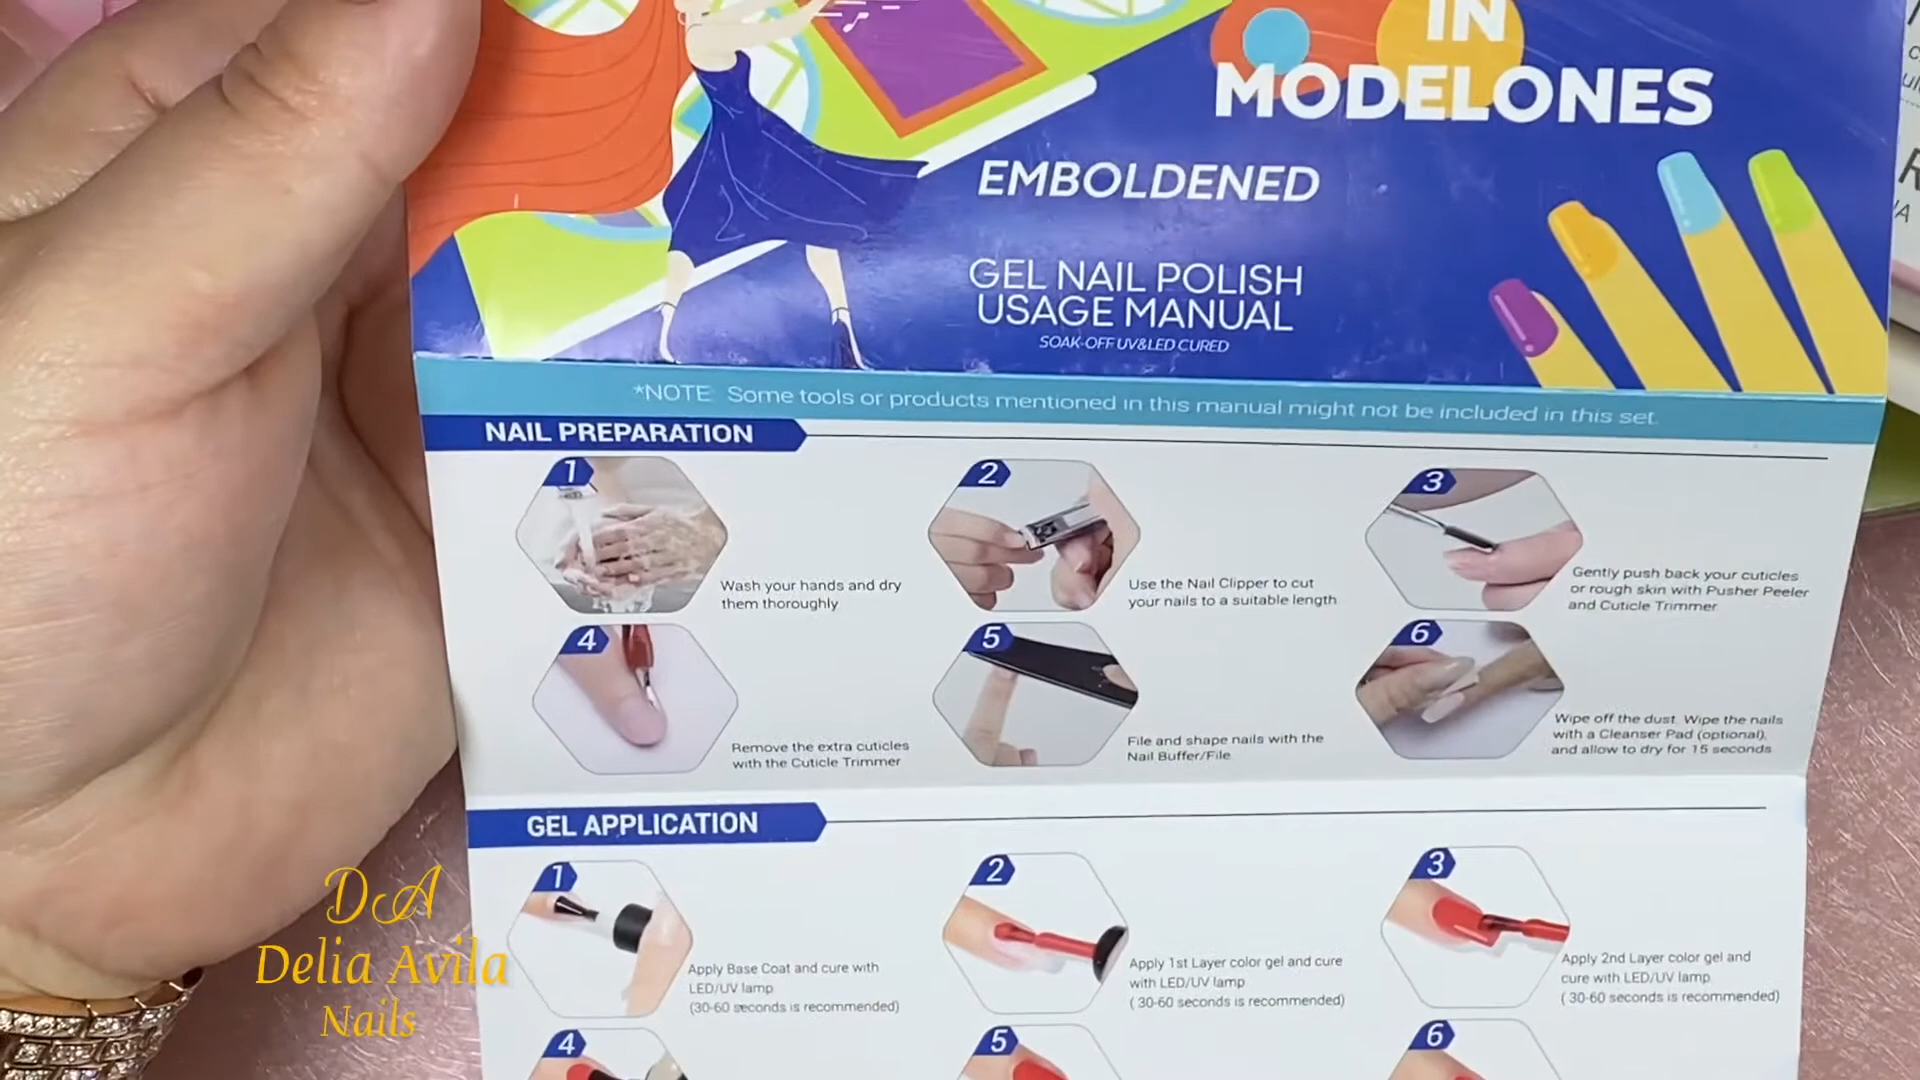 IN
MODELONES
EMBOLDENED
GEL NAIL POLISH
USAGE MANUAL
SOAK-OFF UV&LED CURED
*NOTE: Some tools or products mentioned in this manual might not be included in this set.
NAIL PREPARATION
1
Wash your hands and dry
them thoroughly
2
Use the Nail Clipper to cut
your nails to a suitable length
3
Gently push back your cuticles
or rough skin with Pusher Peeler
and Cuticle Trimmer
4
Remove the extra cuticles
with the Cuticle Trimmer
5
File and shape nails with the
Nail Buffer/File
6
Wipe off the dust. Wipe the nails
with a Cleanser Pad (optional),
and allow to dry for 15 seconds
GEL APPLICATION
1
Apply Base Coat and cure with
LED/UV lamp
(30-60 seconds is recommended)
2
Apply 1st Layer color gel and cure
with LED/UV lamp
( 30-60 seconds is recommended)
3
Apply 2nd Layer color gel and
cure with LED/UV lamp
( 30-60 seconds is recommended)
4
5
6
DA
Delia Avila
Nails